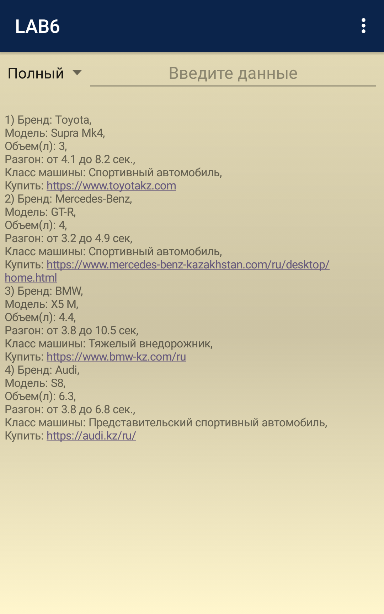 LAB6
Полный
Введите данные
1) Бренд: Toyota,
Модель: Supra Mk4,
Объем(л): 3,
Разгон: от 4.1 до 8.2 сек.,
Класс машины: Спортивный автомобиль,
Купить: https://www.toyotakz.com
2) Бренд: Mercedes-Benz,
Модель: GT-R,
Объем(л): 4,
Разгон: от 3.2 до 4.9 сек,
Класс машины: Спортивный автомобиль,
Купить: https://www.mercedes-benz-kazakhstan.com/ru/desktop/
home.html
3) Бренд: BMW,
Модель: X5 M,
Объем(л): 4.4,
Разгон: от 3.8 до 10.5 сек,
Класс машины: Тяжелый внедорожник,
Купить: https://www.bmw-kz.com/ru
4) Бренд: Audi,
Модель: S8,
Объем(л): 6.3,
Разгон: от 3.8 до 6.8 сек.,
Класс машины: Представительский спортивный автомобиль,
Купить: https://audi.kz/ru/